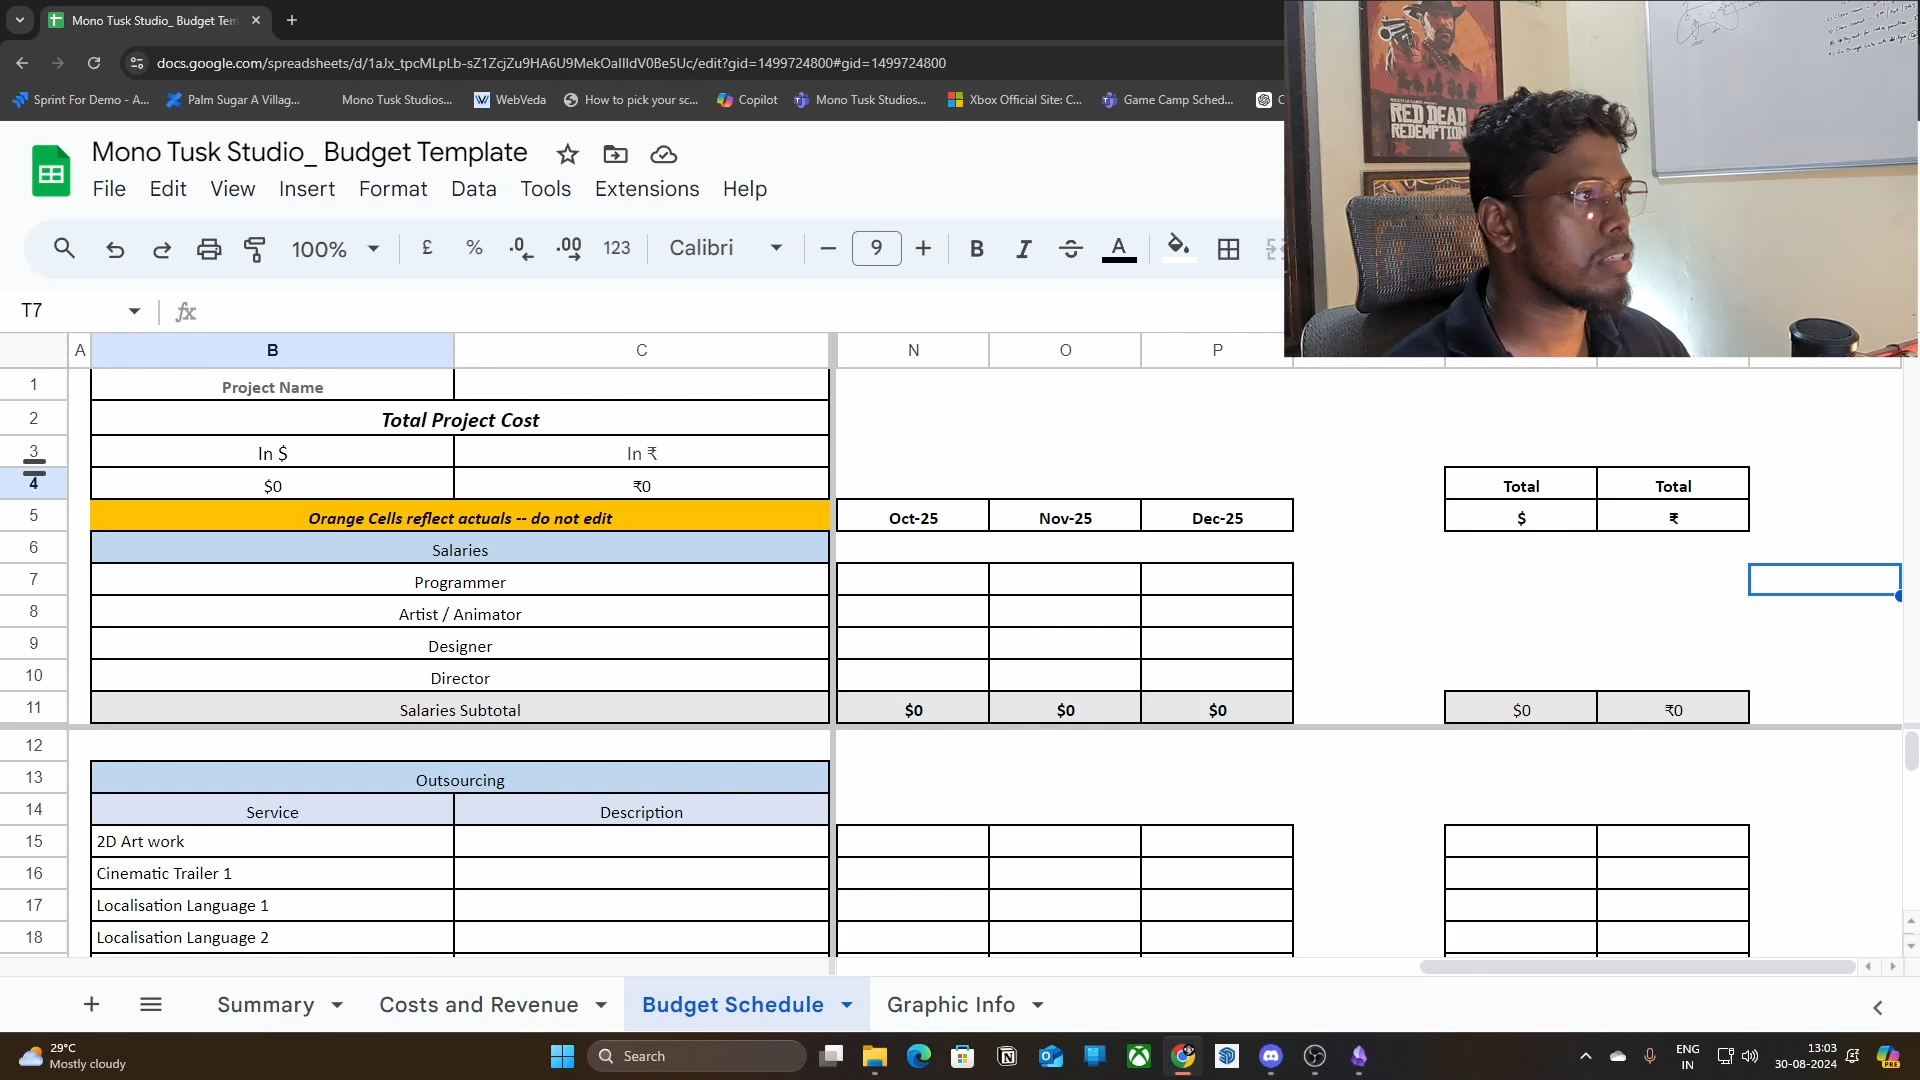 Mono Tusk Studio_ Budget Tem
docs.google.com/spreadsheets/d/1aJx_tpcMLpLb-sZ1ZcjZu9HA6U9MekOaIIldV0Be5Uc/edit?gid=1499724800#gid=1499724800
Sprint For Demo - A... Palm Sugar A Villag... Mono Tusk Studios... WebVeda How to pick your sc... Copilot Mono Tusk Studios... Xbox Official Site: C... Game Camp Sched... C
RED DEAD
REDEMPTION
Mono Tusk Studio_ Budget Template
File Edit View Insert Format Data Tools Extensions Help
100% £ % .0 .00 123 Calibri 9 B I A
T7 fx
A B C N O P
1 Project Name
2 Total Project Cost
3 In $ In ₹
4 $0 ₹0 Total Total
5 Orange Cells reflect actuals -- do not edit Oct-25 Nov-25 Dec-25 $ ₹
6 Salaries
7 Programmer
8 Artist / Animator
9 Designer
10 Director
11 Salaries Subtotal $0 $0 $0 $0 ₹0
12
13 Outsourcing
14 Service Description
15 2D Art work
16 Cinematic Trailer 1
17 Localisation Language 1
18 Localisation Language 2
Summary Costs and Revenue Budget Schedule Graphic Info
29°C
Mostly cloudy
Search
ENG
IN
13:03
30-08-2024
PRE